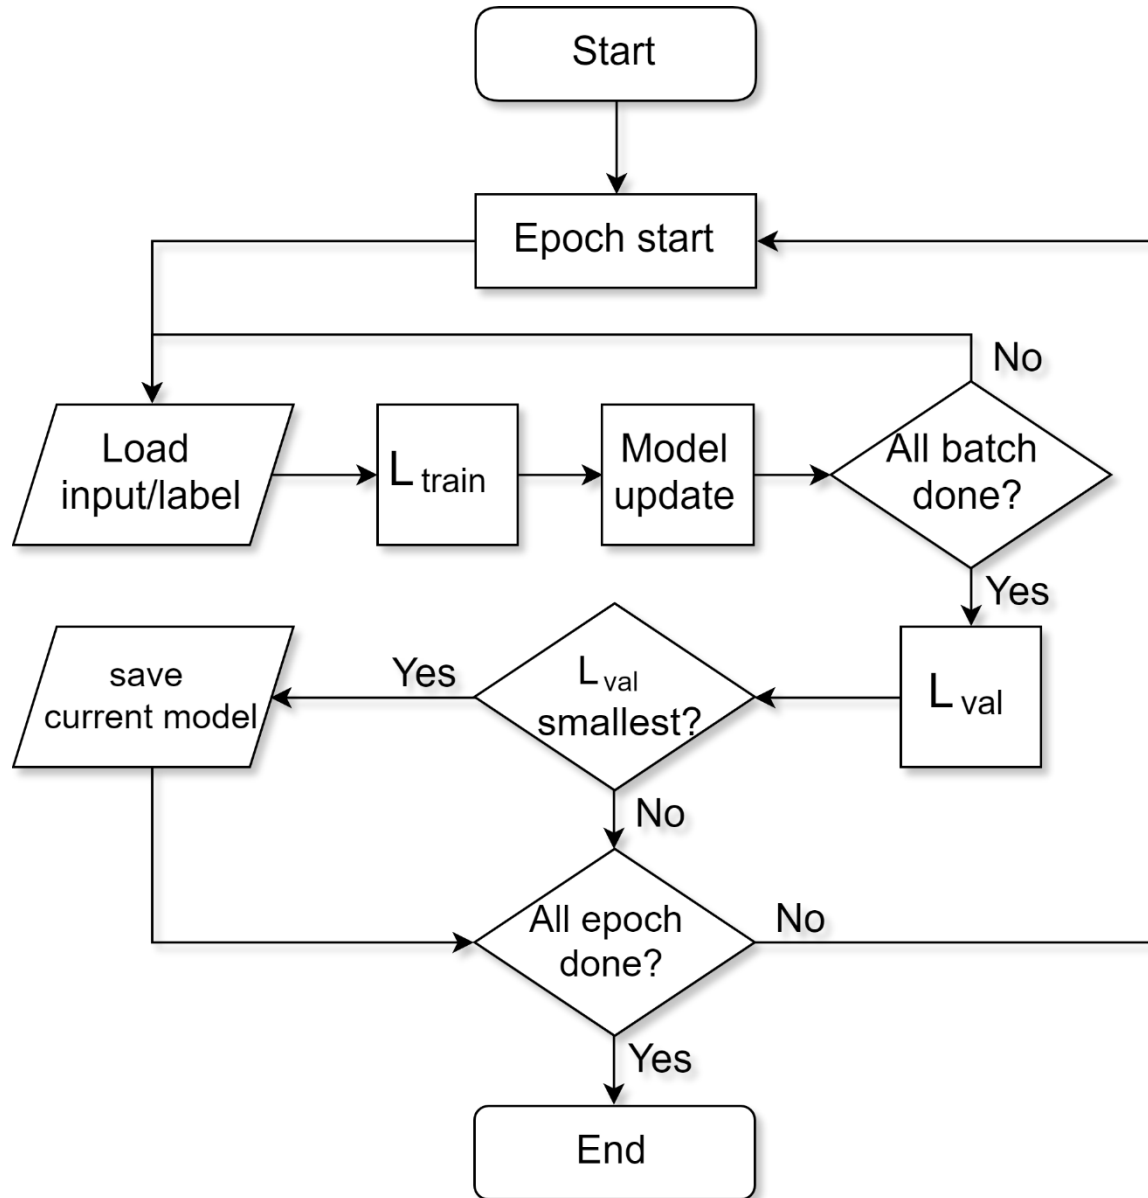 Start
Epoch start
No
Load
input/label
L train
Model
update
All batch
done?
Yes
save
current model
Yes
L val
smallest?
L val
No
All epoch
done?
No
Yes
End